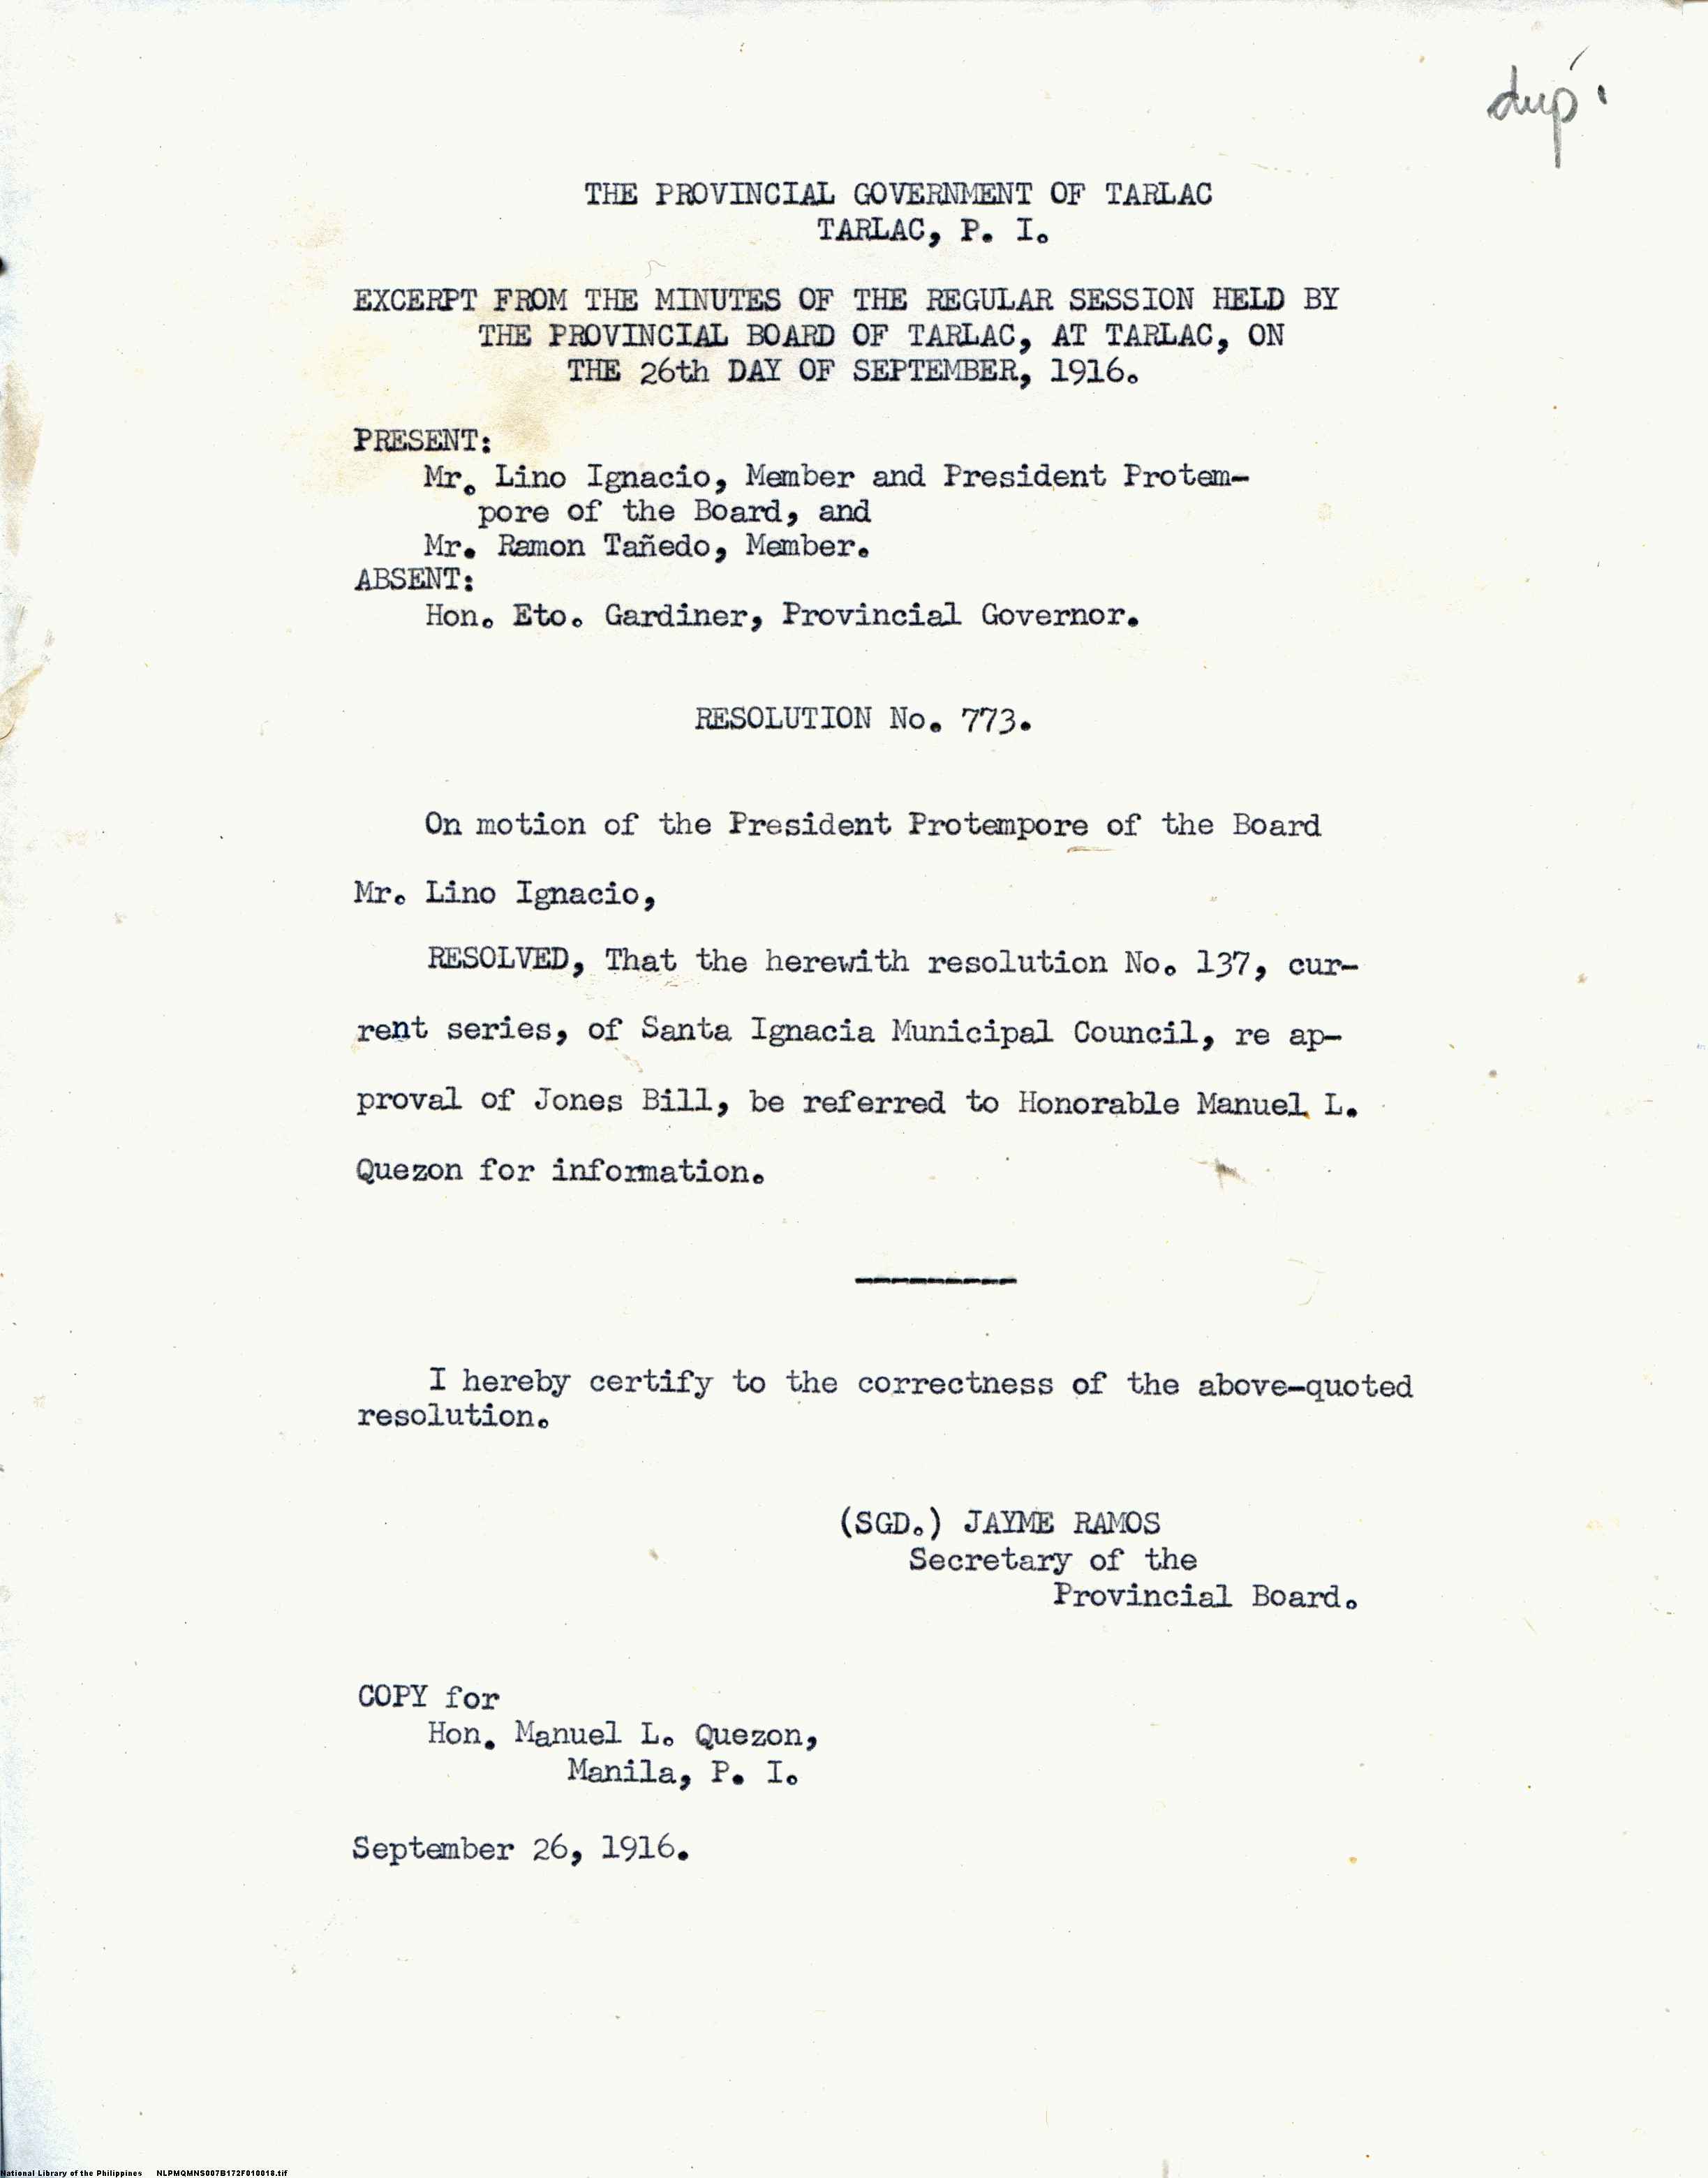 dup.
THE PROVINCIAL GOVERNMENT OF TARLAC
TARLAC, P. I.
EXCERPT FROM THE MINUTES OF THE REGULAR SESSION HELD BY
THE PROVINCIAL BOARD OF TARLAC, AT TARLAC, ON
THE 26th DAY OF SEPTEMBER, 1916.
PRESENT:
Mr. Lino Ignacio, Member and President Protem-
pore of the Board, and
Mr. Ramon Tañedo, Member.
ABSENT:
Hon. Eto. Gardiner, Provincial Governor.
RESOLUTION No. 773.
On motion of the President Protempore of the Board
Mr. Lino Ignacio,
RESOLVED, That the herewith resolution No. 137, cur-
rent series, of Santa Ignacia Municipal Council, re ap-
proval of Jones Bill, be referred to Honorable Manuel L.
Quezon for information.
---------
I hereby certify to the correctness of the above-quoted
resolution.
(SGD.) JAYME RAMOS
Secretary of the
Provincial Board.
COPY for
Hon. Manuel L. Quezon,
Manila, P. I.
September 26, 1916.
National Library of the Philippines NLPMQMNS007B172F010018.tif